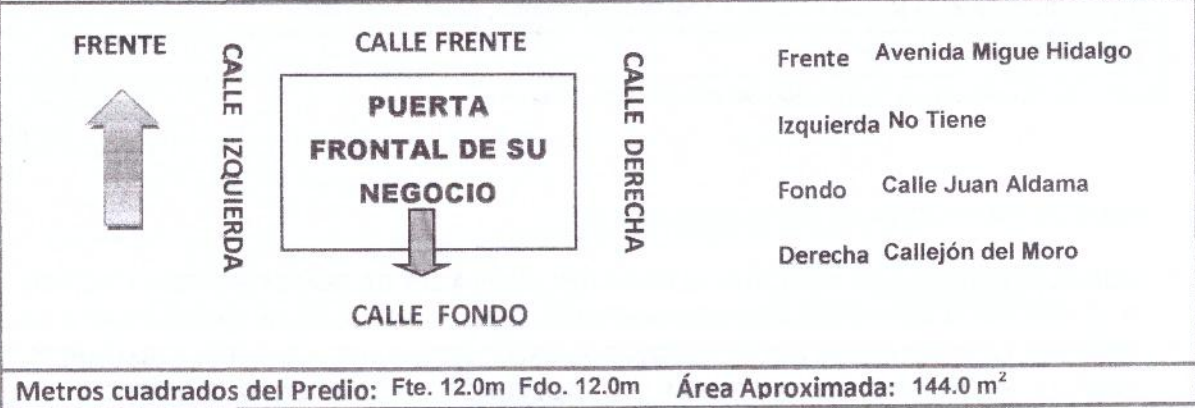 FRENTE
CALLE IZQUIERDA
CALLE FRENTE
PUERTA
FRONTAL DE SU
NEGOCIO
CALLE FONDO
CALLE DERECHA
Frente Avenida Migue Hidalgo
Izquierda No Tiene
Fondo Calle Juan Aldama
Derecha Callejón del Moro
Metros cuadrados del Predio: Fte. 12.0m Fdo. 12.0m Área Aproximada: 144.0 m²